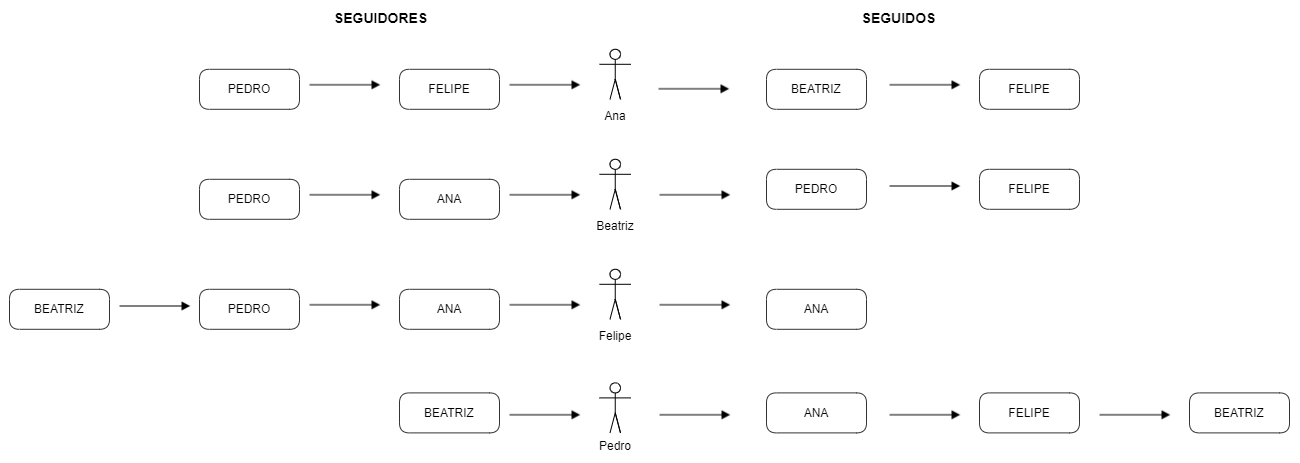 SEGUIDORES SEGUIDOS
PEDRO FELIPE BEATRIZ FELIPE
Ana
PEDRO ANA PEDRO FELIPE
Beatriz
BEATRIZ PEDRO ANA ANA
Felipe
BEATRIZ ANA FELIPE BEATRIZ
Pedro